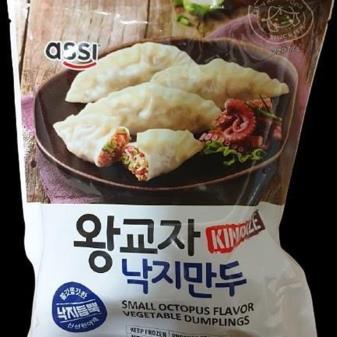 assi
왕교자
KING SIZE
낙지만두
낙지듬뿍
SMALL OCTOPUS FLAVOR
VEGETABLE DUMPLINGS
KEEP FROZEN